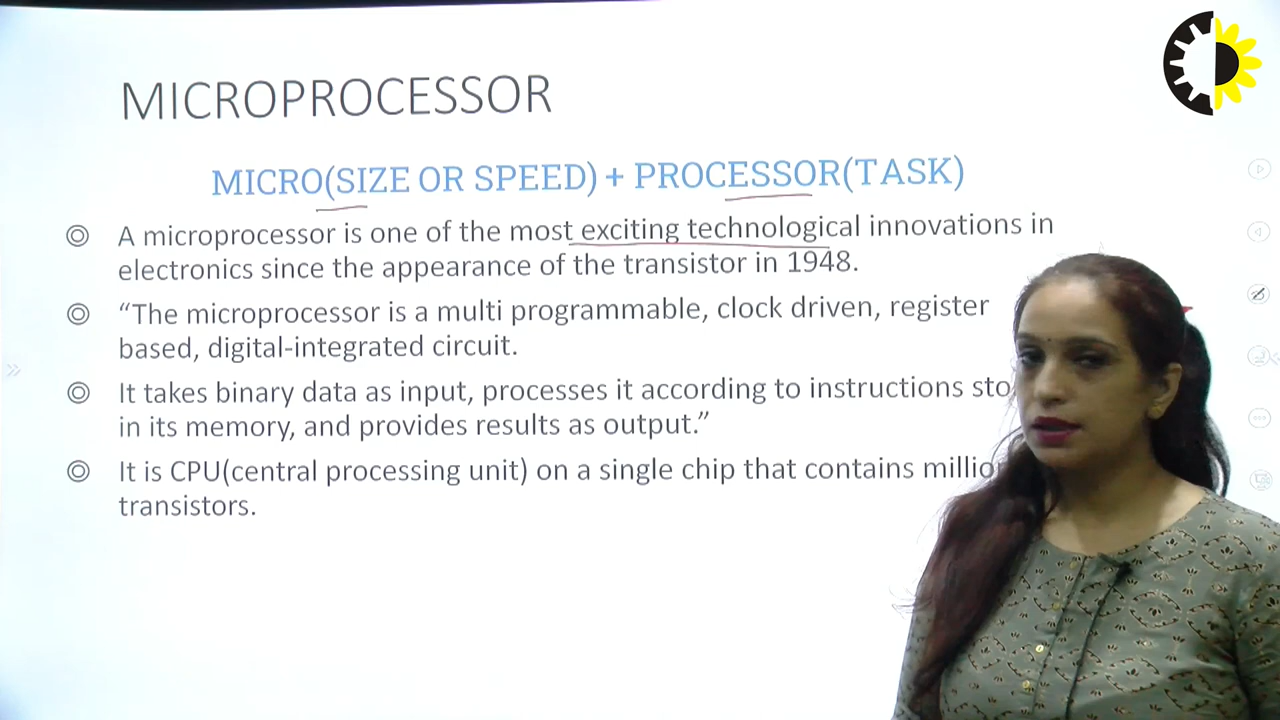 MICROPROCESSOR
MICRO(SIZE OR SPEED) + PROCESSOR(TASK)
A microprocessor is one of the most exciting technological innovations in
electronics since the appearance of the transistor in 1948.
“The microprocessor is a multi programmable, clock driven, register
based, digital-integrated circuit.
It takes binary data as input, processes it according to instructions sto
in its memory, and provides results as output.”
It is CPU(central processing unit) on a single chip that contains millio
transistors.